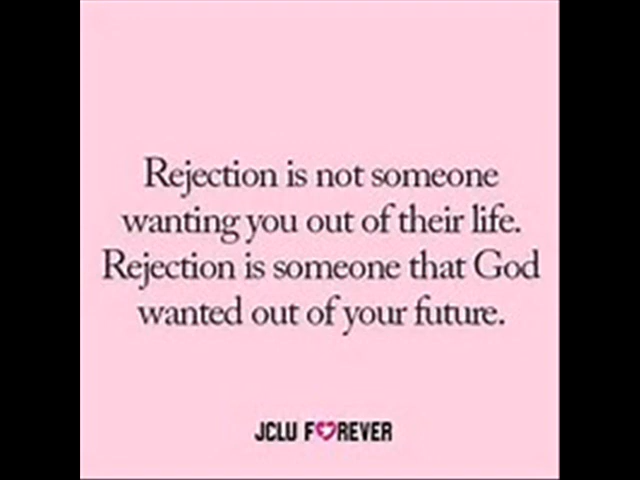 Rejection is not someone
wanting you out of their life.
Rejection is someone that God
wanted out of your future.
JCLU F REVER